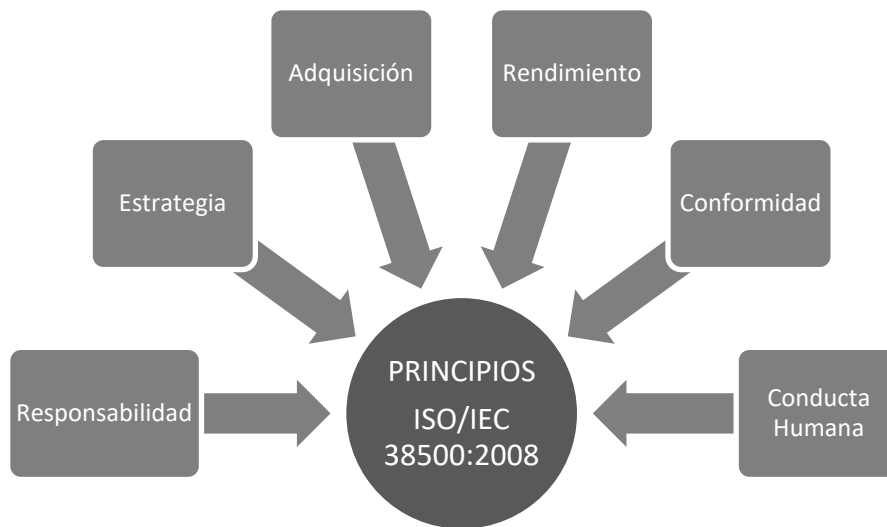 Adquisición
Rendimiento
Estrategia
Conformidad
Responsabilidad
PRINCIPIOS
ISO/IEC
38500:2008
Conducta
Humana